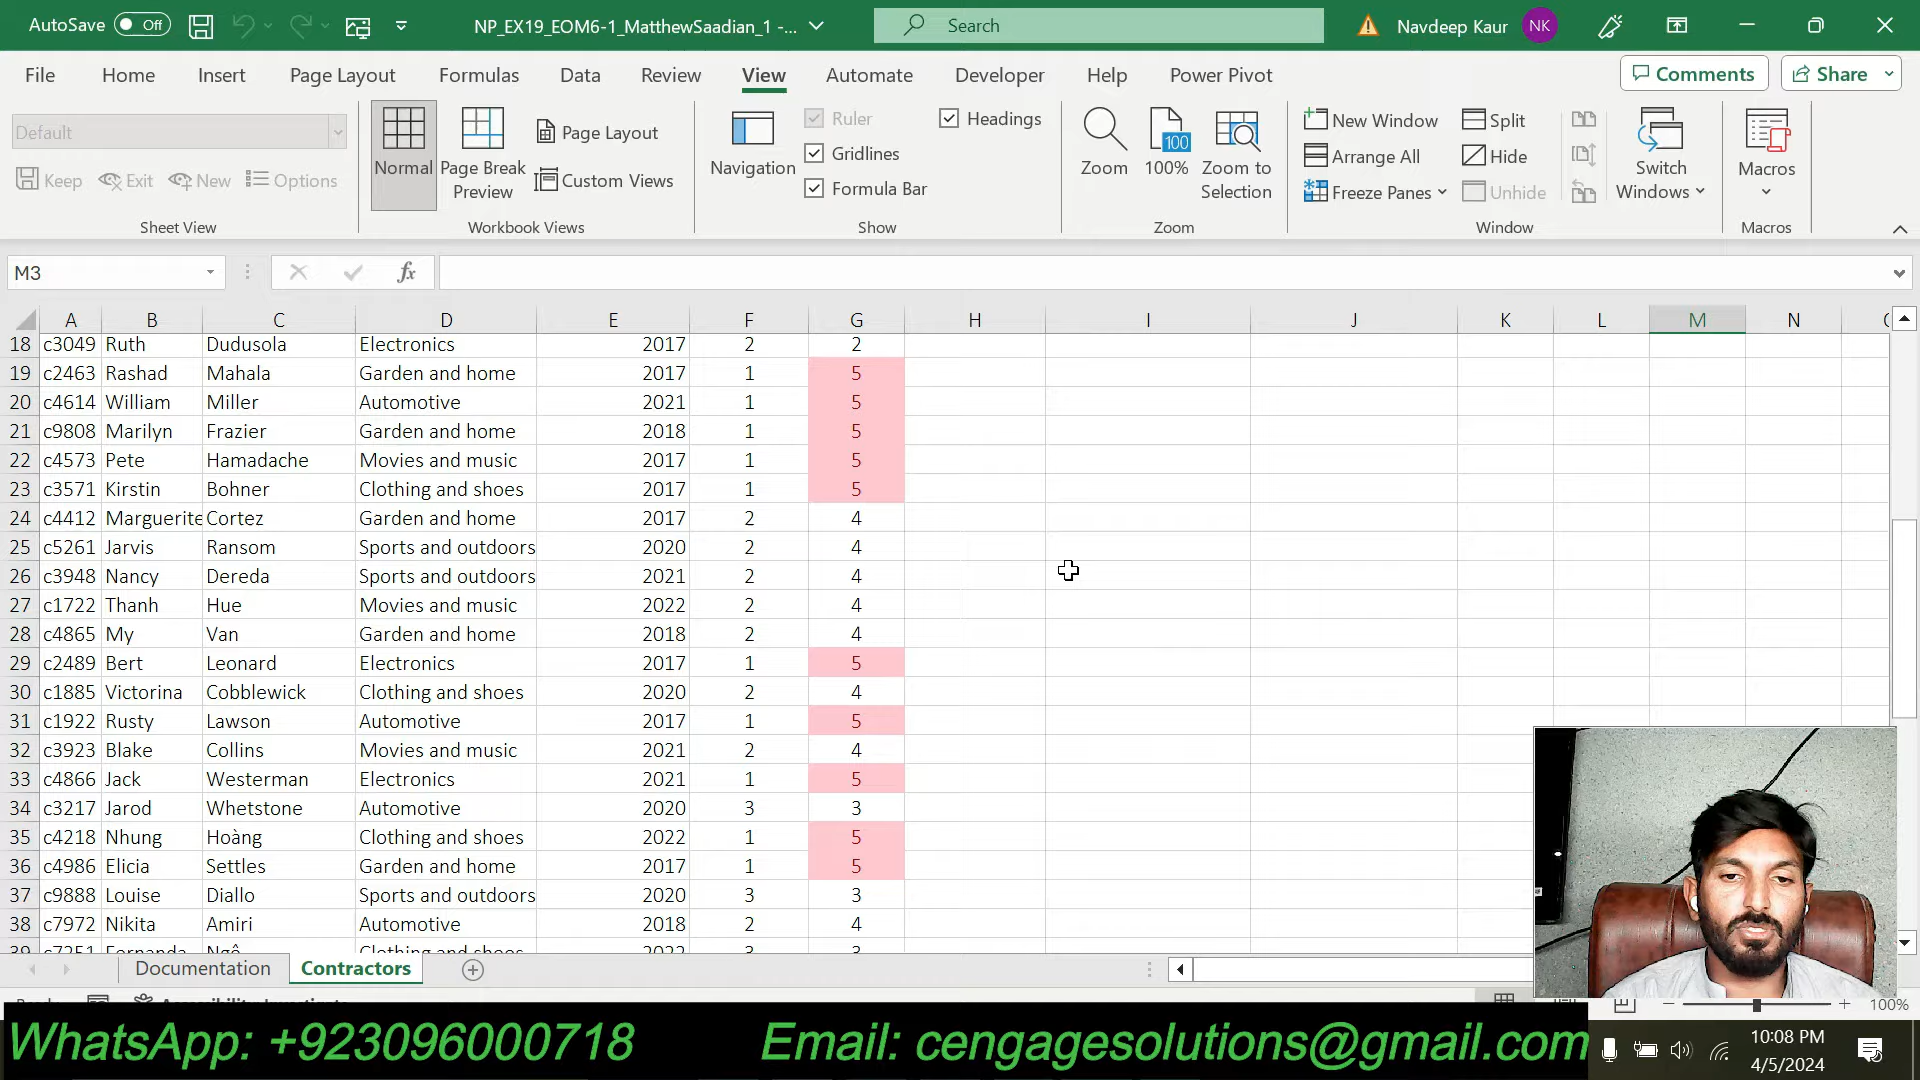 AutoSave Off NP_EX19_EOM6-1_MatthewSaadian_1 -... Search Navdeep Kaur NK
File Home Insert Page Layout Formulas Data Review View Automate Developer Help Power Pivot Comments Share
Default
Keep Exit New Options
Sheet View
Normal
Page Break Preview
Page Layout
Custom Views
Workbook Views
Navigation
Ruler
Gridlines
Formula Bar
Headings
Show
Zoom
100
100%
Zoom to Selection
Zoom
New Window
Arrange All
Freeze Panes
Split
Hide
Unhide
Switch Windows
Window
Macros
Macros
M3 fx
A B C D E F G H I J K L M N
18 c3049 Ruth Dudusola Electronics 2017 2 2
19 c2463 Rashad Mahala Garden and home 2017 1 5
20 c4614 William Miller Automotive 2021 1 5
21 c9808 Marilyn Frazier Garden and home 2018 1 5
22 c4573 Pete Hamadache Movies and music 2017 1 5
23 c3571 Kirstin Bohner Clothing and shoes 2017 1 5
24 c4412 Marguerite Cortez Garden and home 2017 2 4
25 c5261 Jarvis Ransom Sports and outdoors 2020 2 4
26 c3948 Nancy Dereda Sports and outdoors 2021 2 4
27 c1722 Thanh Hue Movies and music 2022 2 4
28 c4865 My Van Garden and home 2018 2 4
29 c2489 Bert Leonard Electronics 2017 1 5
30 c1885 Victorina Cobblewick Clothing and shoes 2020 2 4
31 c1922 Rusty Lawson Automotive 2017 1 5
32 c3923 Blake Collins Movies and music 2021 2 4
33 c4866 Jack Westerman Electronics 2021 1 5
34 c3217 Jarod Whetstone Automotive 2020 3 3
35 c4218 Nhung Hoàng Clothing and shoes 2022 1 5
36 c4986 Elicia Settles Garden and home 2017 1 5
37 c9888 Louise Diallo Sports and outdoors 2020 3 3
38 c7972 Nikita Amiri Automotive 2018 2 4
39 c7251 Fernanda Ngô Clothing and shoes 2022 3 3
Documentation Contractors
100%
WhatsApp: +923096000718 Email: cengagesolutions@gmail.com
10:08 PM
4/5/2024